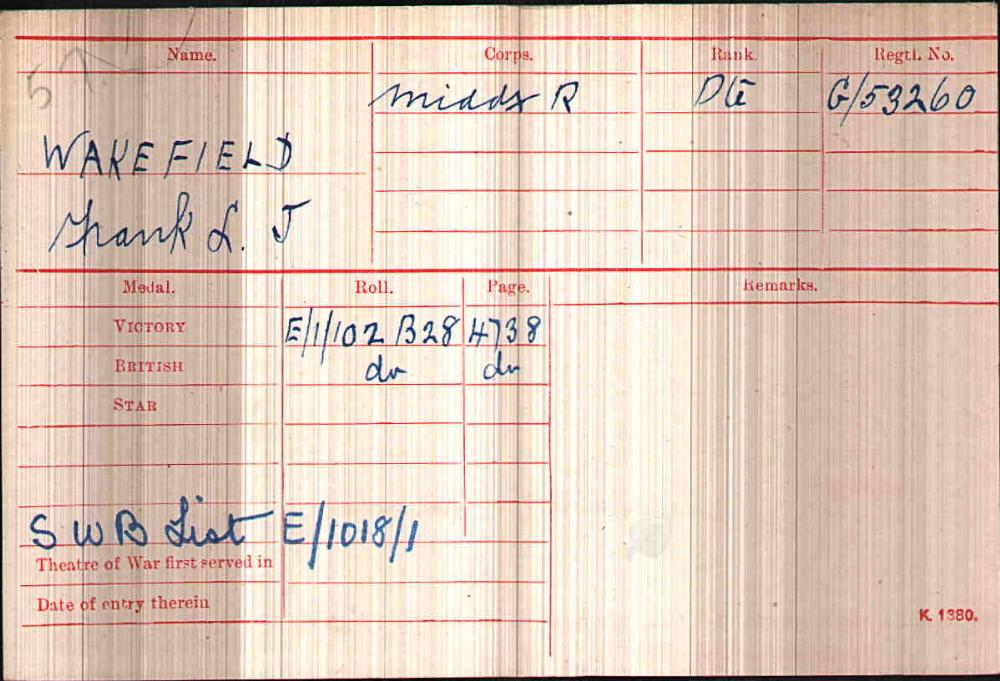 57.
Name. Corps. Rank. Regtl. No.
Middx R Pte G/53260
WAKEFIELD
Frank L. J
Medal. Roll. Page. Remarks.
VICTORY E/1/102 B28 4738
BRITISH do do
STAR
S W B List E/1018/1
Theatre of War first served in
Date of entry therein
K. 1380.